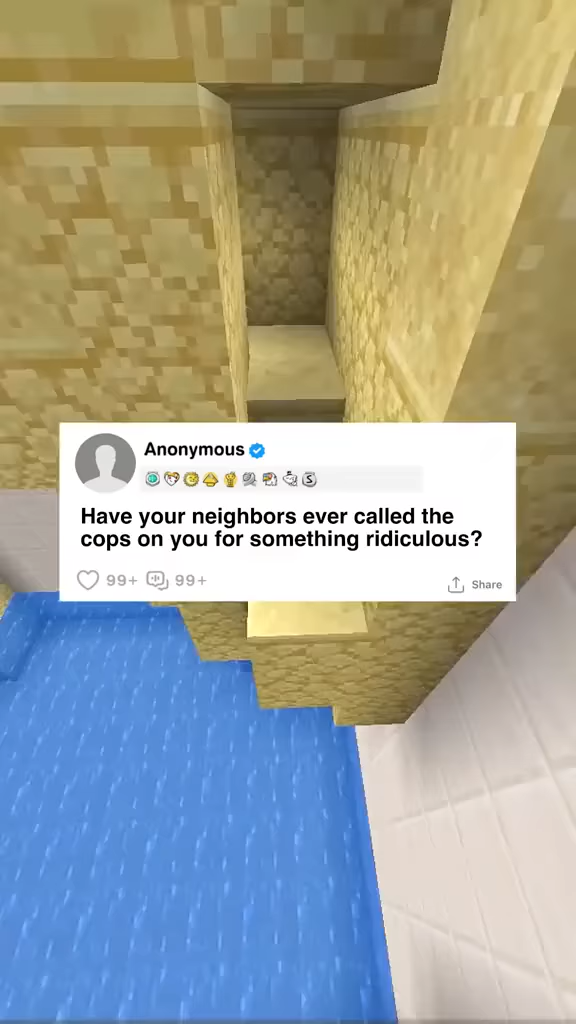 Anonymous
Have your neighbors ever called the
cops on you for something ridiculous?
99+ 99+ Share